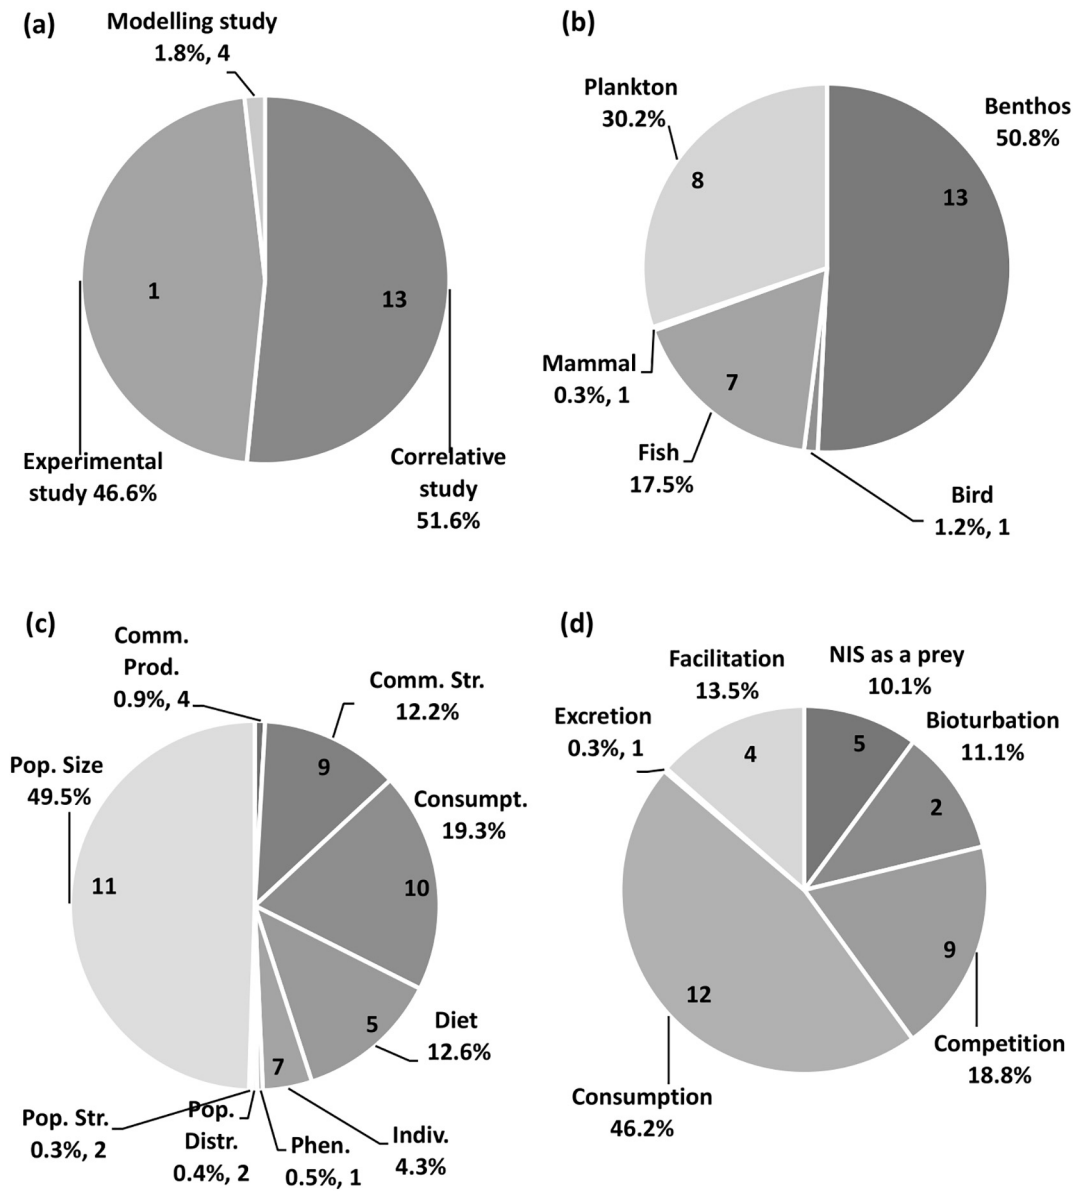 (a)
Modelling study
1.8%, 4
1
13
Experimental
study 46.6%
Correlative
study
51.6%
(b)
Plankton
30.2%
Benthos
50.8%
8
13
Mammal
0.3%, 1
7
Fish
17.5%
Bird
1.2%, 1
(c)
Comm.
Prod.
0.9%, 4
Comm. Str.
12.2%
Pop. Size
49.5%
9
Consumpt.
19.3%
11
10
5
Diet
12.6%
7
Pop. Str.
0.3%, 2
Pop.
Distr.
0.4%, 2
Phen.
0.5%, 1
Indiv.
4.3%
(d)
Facilitation
13.5%
NIS as a prey
10.1%
Excretion
0.3%, 1
Bioturbation
11.1%
4
5
2
9
12
Competition
18.8%
Consumption
46.2%